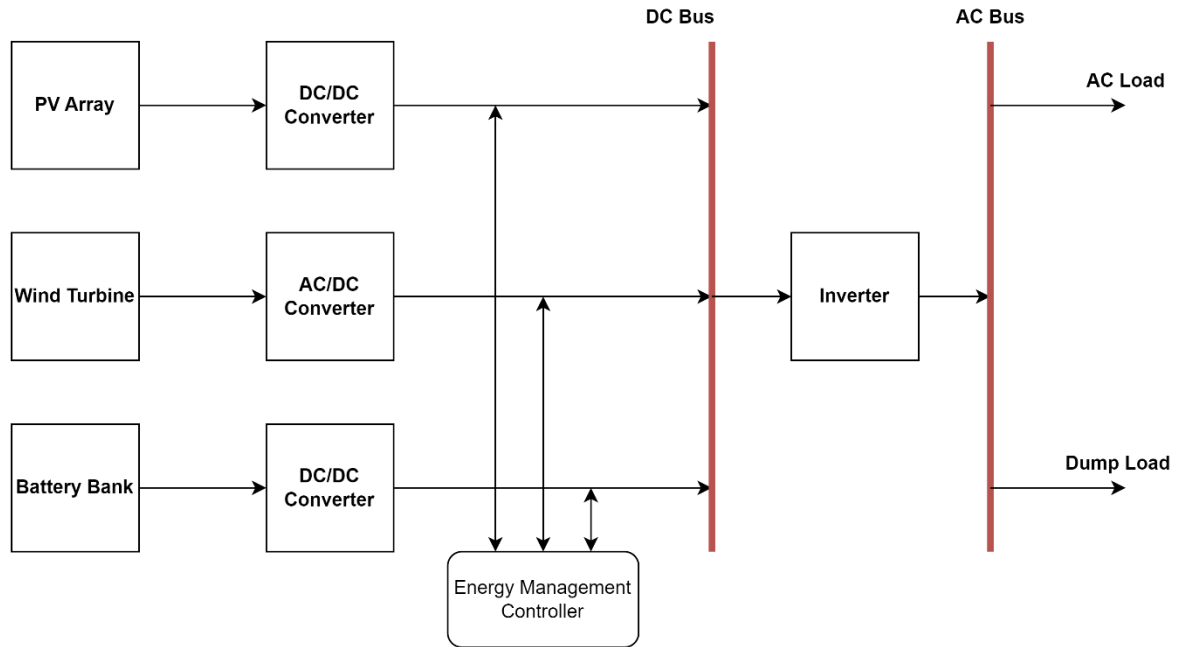 DC Bus
AC Bus
PV Array
DC/DC
Converter
AC Load
Wind Turbine
AC/DC
Converter
Inverter
Battery Bank
DC/DC
Converter
Dump Load
Energy Management
Controller